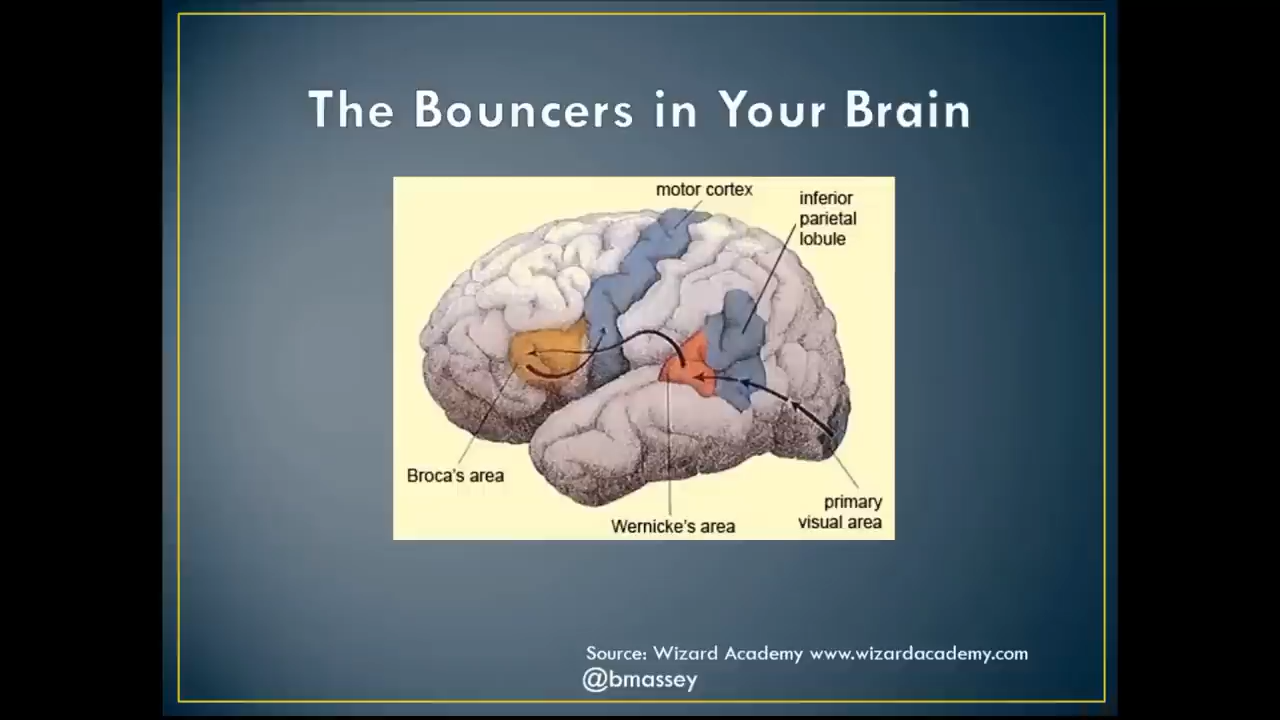 The Bouncers in Your Brain
motor cortex
inferior
parietal
lobule
Broca's area
Wernicke's area
primary
visual area
Source: Wizard Academy www.wizardacademy.com
@bmassey